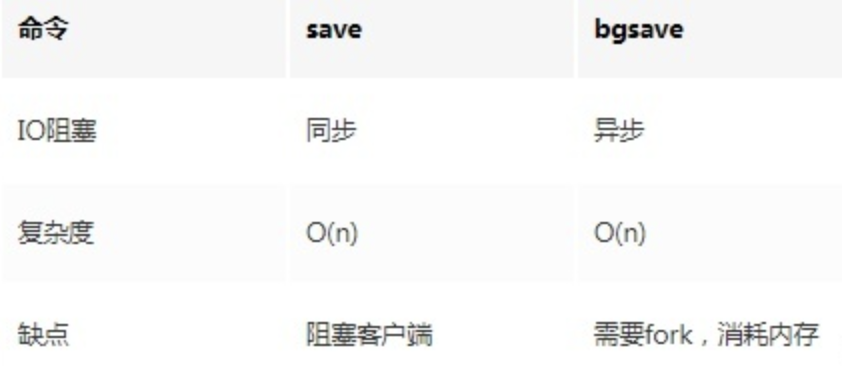 命令 save bgsave
IO阻塞 同步 异步
复杂度 O(n) O(n)
缺点 阻塞客户端 需要fork，消耗内存